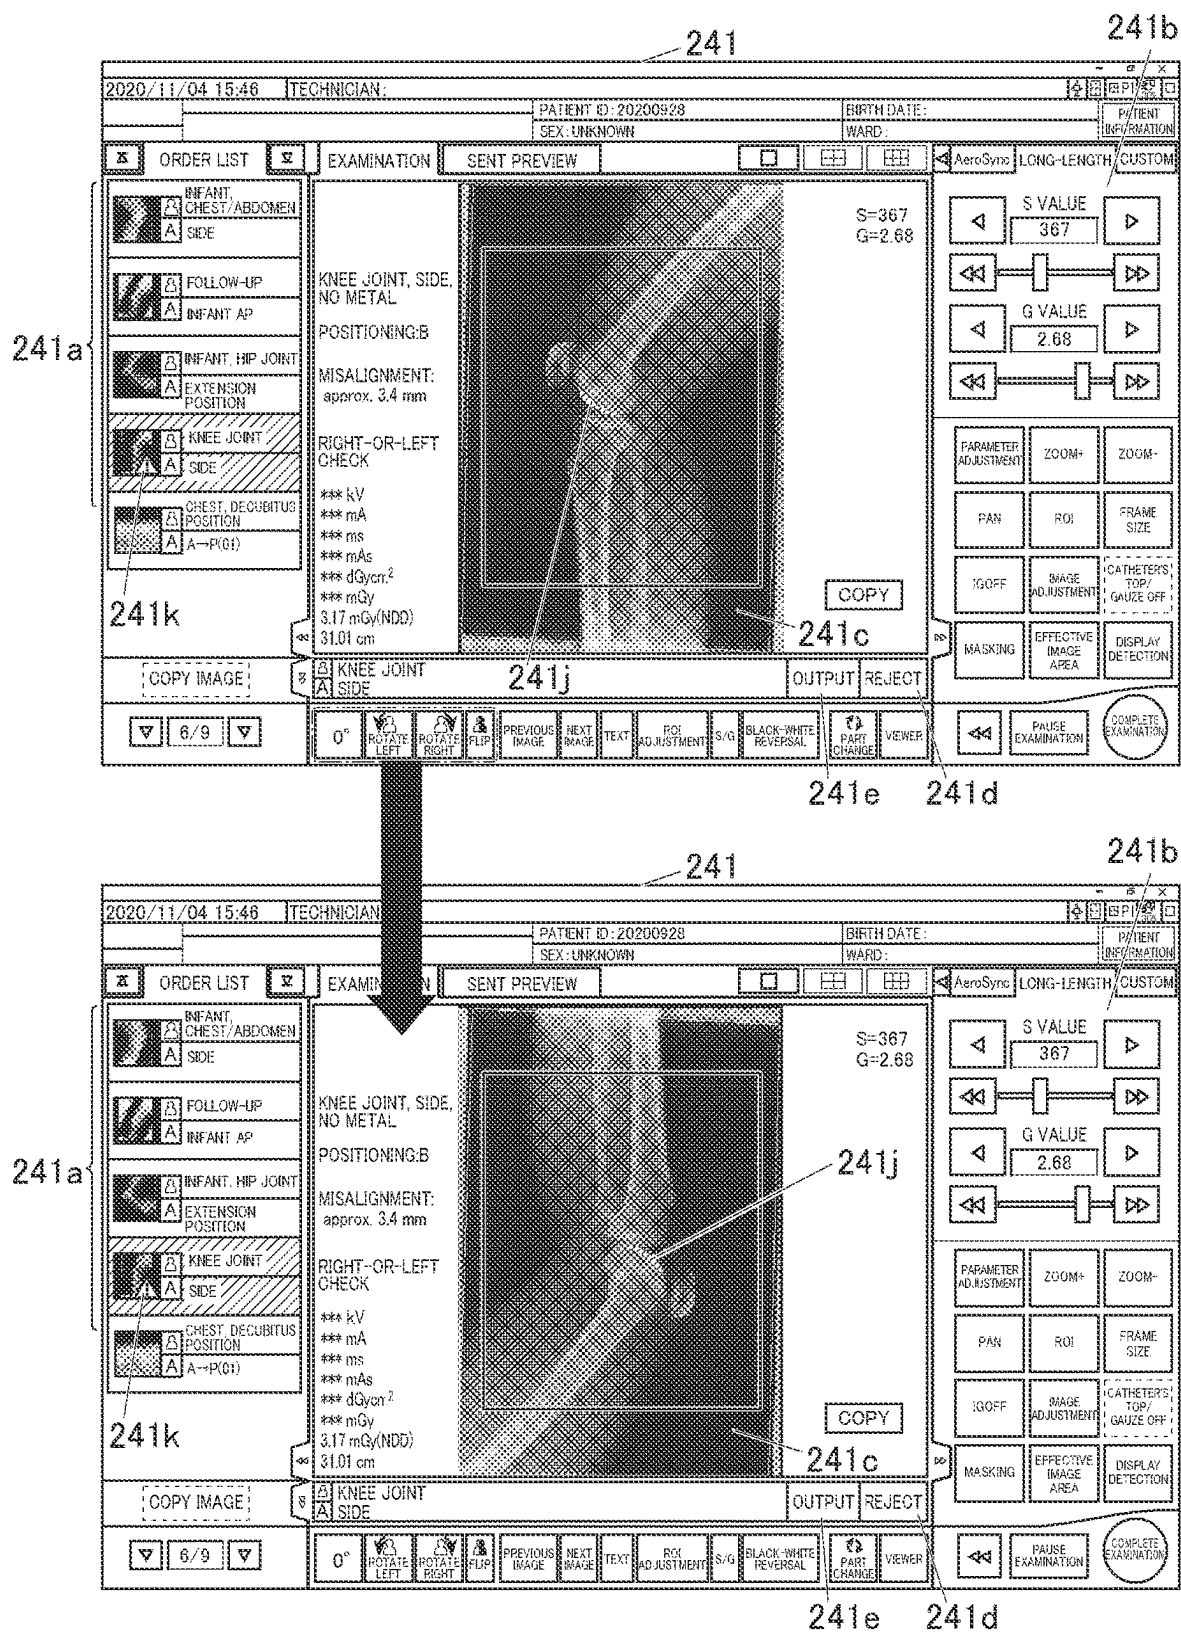 241
241b
2020/11/04 15:46 TECHNICIAN:
PATIENT ID:20200928 BIRTH DATE:
SEX:UNKNOWN WARD:
PATIENT
INFORMATION
ORDER LIST
EXAMINATION SENT PREVIEW
AeroSync LONG-LENGTH CUSTOM
241a
INFANT,
CHEST/ABDOMEN
A SIDE
FOLLOW-UP
A INFANT AP
INFANT, HIP JOINT
A EXTENSION
POSITION
KNEE JOINT
A SIDE
CHEST, DECUBITUS
POSITION
A A→P(01)
241k
COPY IMAGE
6/9
KNEE JOINT, SIDE,
NO METAL
POSITIONING:B
MISALIGNMENT:
approx. 3.4 mm
RIGHT-OR-LEFT
CHECK
*** kV
*** mA
*** ms
*** mAs
*** dGycm²
*** mGy
3.17 mGy(NDD)
31.01 cm
S=367
G=2.68
COPY
241c
241j
KNEE JOINT
A SIDE
OUTPUT REJECT
0°
ROTATE
LEFT
ROTATE
RIGHT
FLIP
PREVIOUS
IMAGE
NEXT
IMAGE
TEXT
ROI
ADJUSTMENT
S/G
BLACK-WHITE
REVERSAL
PART
CHANGE
VIEWER
241e
241d
S VALUE
367
G VALUE
2.68
PARAMETER
ADJUSTMENT
ZOOM+
ZOOM-
PAN
ROI
FRAME
SIZE
IGOFF
IMAGE
ADJUSTMENT
CATHETER'S
TOP/
GAUZE OFF
MASKING
EFFECTIVE
IMAGE
AREA
DISPLAY
DETECTION
PAUSE
EXAMINATION
COMPLETE
EXAMINATION
241
241b
2020/11/04 15:46 TECHNICIAN
PATIENT ID:20200928 BIRTH DATE:
SEX:UNKNOWN WARD:
PATIENT
INFORMATION
ORDER LIST
SENT PREVIEW
AeroSync LONG-LENGTH CUSTOM
241a
INFANT,
CHEST/ABDOMEN
A SIDE
FOLLOW-UP
A INFANT AP
INFANT, HIP JOINT
A EXTENSION
POSITION
KNEE JOINT
A SIDE
CHEST, DECUBITUS
POSITION
A A→P(01)
241k
COPY IMAGE
6/9
KNEE JOINT, SIDE,
NO METAL
POSITIONING:B
MISALIGNMENT:
approx. 3.4 mm
RIGHT-OR-LEFT
CHECK
*** kV
*** mA
*** ms
*** mAs
*** dGycm²
*** mGy
3.17 mGy(NDD)
31.01 cm
S=367
G=2.68
241j
COPY
241c
KNEE JOINT
A SIDE
OUTPUT REJECT
0°
ROTATE
LEFT
ROTATE
RIGHT
FLIP
PREVIOUS
IMAGE
NEXT
IMAGE
TEXT
ROI
ADJUSTMENT
S/G
BLACK-WHITE
REVERSAL
PART
CHANGE
VIEWER
241e
241d
S VALUE
367
G VALUE
2.68
PARAMETER
ADJUSTMENT
ZOOM+
ZOOM-
PAN
ROI
FRAME
SIZE
IGOFF
IMAGE
ADJUSTMENT
CATHETER'S
TOP/
GAUZE OFF
MASKING
EFFECTIVE
IMAGE
AREA
DISPLAY
DETECTION
PAUSE
EXAMINATION
COMPLETE
EXAMINATION